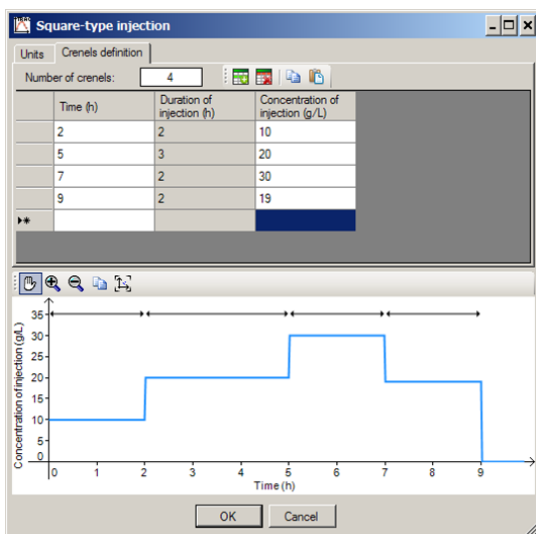 Square-type injection
Units Crenels definition
Number of crenels: 4
Time (h) Duration of injection (h) Concentration of injection (g/L)
2 2 10
5 3 20
7 2 30
9 2 19
Concentration of injection (g/L)
35
30
25
20
15
10
5
0
0 1 2 3 4 5 6 7 8 9
Time (h)
OK Cancel